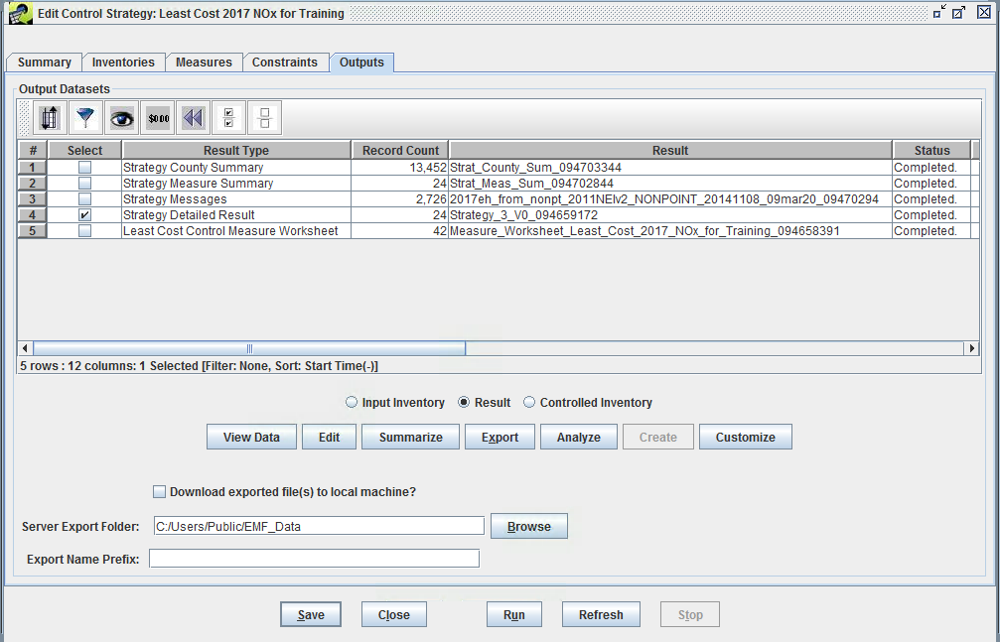 Edit Control Strategy: Least Cost 2017 NOx for Training
Summary Inventories Measures Constraints Outputs
Output Datasets
$0.00
# Select Result Type Record Count Result Status
1 Strategy County Summary 13,452 Strat_County_Sum_094703344 Completed.
2 Strategy Measure Summary 24 Strat_Meas_Sum_094702844 Completed.
3 Strategy Messages 2,726 2017eh_from_nonpt_2011NEIv2_NONPOINT_20141108_09mar20_09470294 Completed.
4 Strategy Detailed Result 24 Strategy_3_V0_094659172 Completed.
5 Least Cost Control Measure Worksheet 42 Measure_Worksheet_Least_Cost_2017_NOx_for_Training_094658391 Completed.
5 rows : 12 columns: 1 Selected [Filter: None, Sort: Start Time(-)]
Input Inventory Result Controlled Inventory
View Data Edit Summarize Export Analyze Create Customize
Download exported file(s) to local machine?
Server Export Folder: C:/Users/Public/EMF_Data Browse
Export Name Prefix:
Save Close Run Refresh Stop